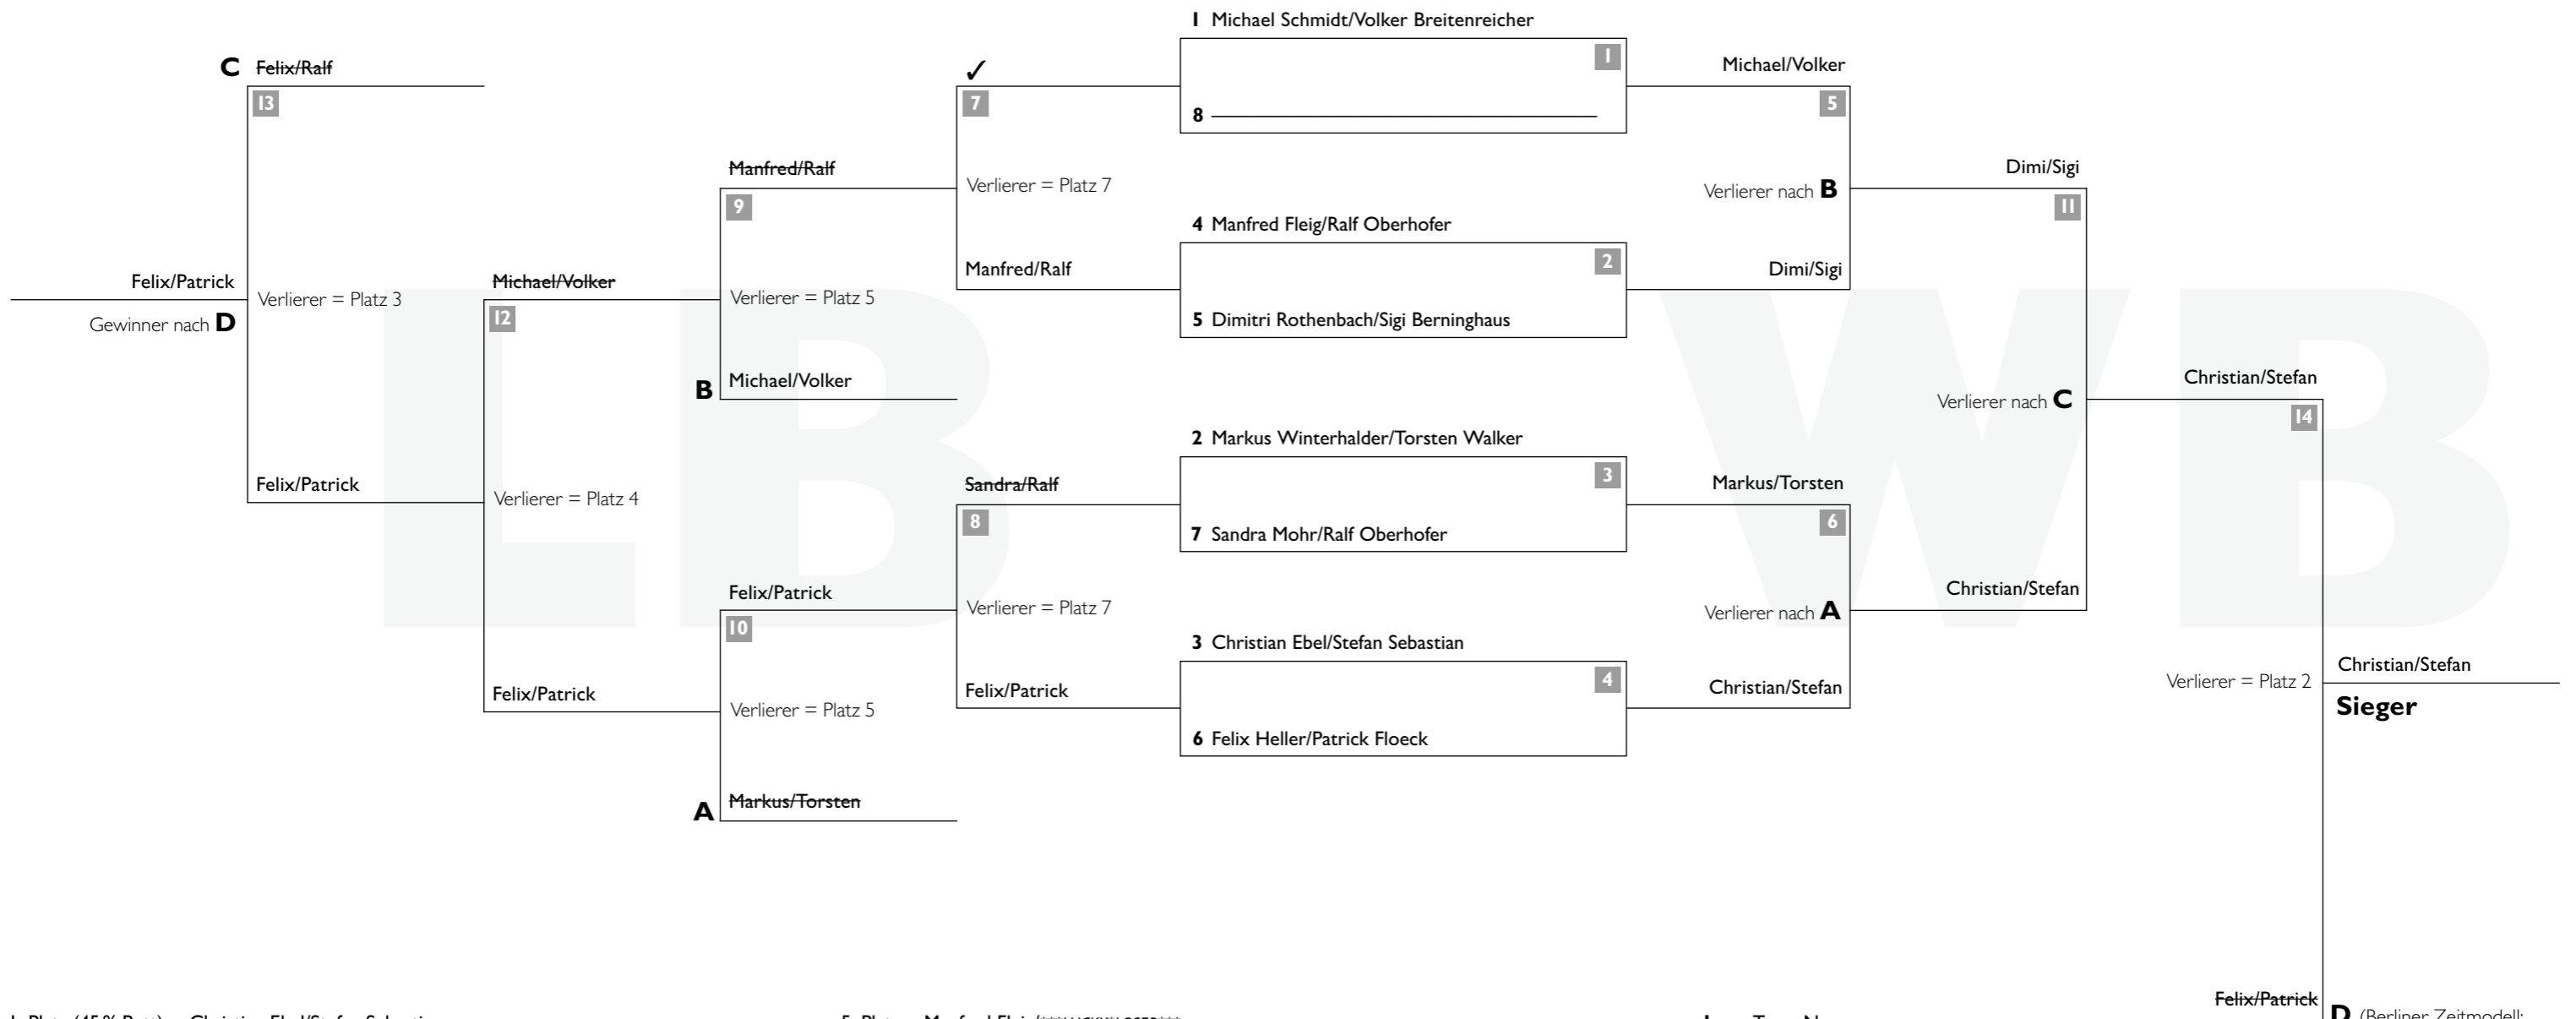 1 Michael Schmidt/Volker Breitenreicher
1
8
Michael/Volker
5
C Felix/Ralf
13
✓
7
Manfred/Ralf
9
Verlierer = Platz 7
Verlierer nach B
Dimi/Sigi
11
4 Manfred Fleig/Ralf Oberhofer
2
5 Dimitri Rothenbach/Sigi Berninghaus
Manfred/Ralf
Dimi/Sigi
Felix/Patrick
Gewinner nach D
Verlierer = Platz 3
Michael/Volker
12
Verlierer = Platz 5
B Michael/Volker
Verlierer nach C
Christian/Stefan
14
2 Markus Winterhalder/Torsten Walker
3
7 Sandra Mohr/Ralf Oberhofer
Felix/Patrick
Verlierer = Platz 4
Sandra/Ralf
8
Markus/Torsten
6
LB
WB
Felix/Patrick
10
Verlierer = Platz 7
Verlierer nach A
Christian/Stefan
3 Christian Ebel/Stefan Sebastian
4
6 Felix Heller/Patrick Floeck
Felix/Patrick
Verlierer = Platz 5
Felix/Patrick
Christian/Stefan
Verlierer = Platz 2
Christian/Stefan
Sieger
A Markus/Torsten
Felix/Patrick
D (Berliner Zeitmodell: